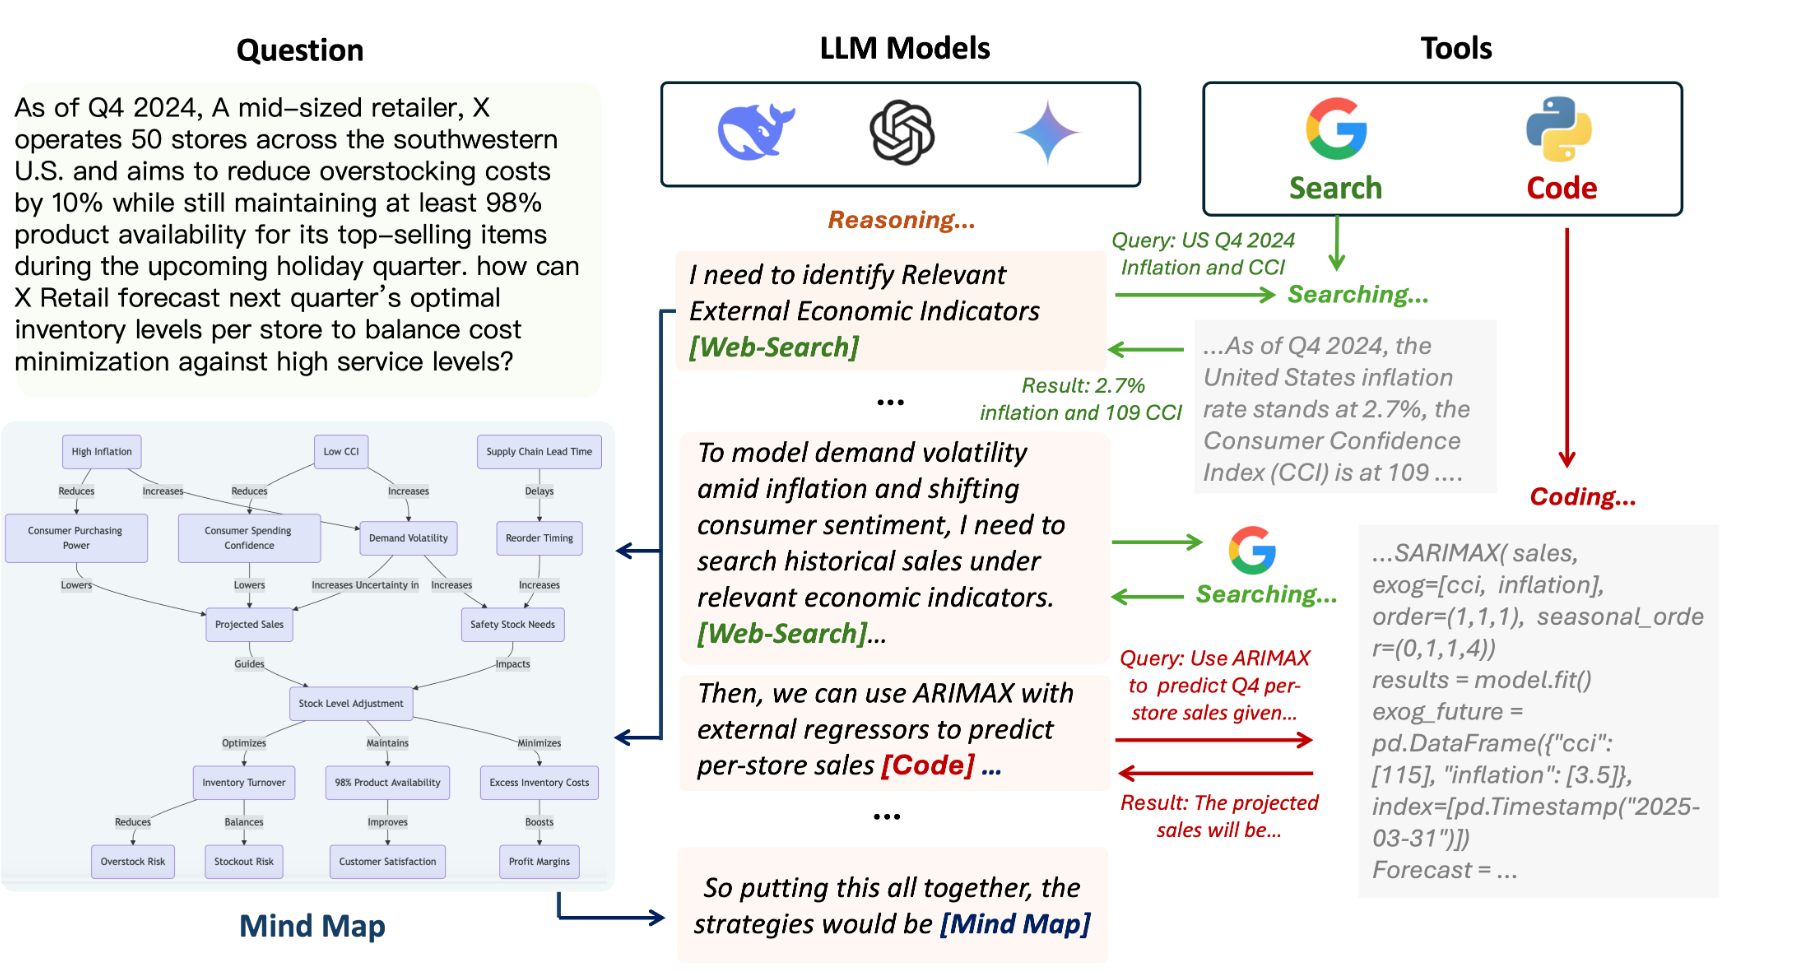 Question
As of Q4 2024, A mid-sized retailer, X
operates 50 stores across the southwestern
U.S. and aims to reduce overstocking costs
by 10% while still maintaining at least 98%
product availability for its top-selling items
during the upcoming holiday quarter. how can
X Retail forecast next quarter's optimal
inventory levels per store to balance cost
minimization against high service levels?
High Inflation
Low CCI
Supply Chain Lead Time
Reduces
Increases
Reduces
Increases
Delays
Consumer Purchasing
Power
Consumer Spending
Confidence
Demand Volatility
Reorder Timing
Lowers
Lowers
Increases Uncertainty in
Increases
Increases
Projected Sales
Safety Stock Needs
Guides
Impacts
Stock Level Adjustment
Optimizes
Maintains
Minimizes
Inventory Turnover
98% Product Availability
Excess Inventory Costs
Reduces
Balances
Improves
Boosts
Overstock Risk
Stockout Risk
Customer Satisfaction
Profit Margins
Mind Map
LLM Models
Reasoning...
I need to identify Relevant
External Economic Indicators
[Web-Search]
...
To model demand volatility
amid inflation and shifting
consumer sentiment, I need to
search historical sales under
relevant economic indicators.
[Web-Search]...
Then, we can use ARIMAX with
external regressors to predict
per-store sales [Code] ...
...
So putting this all together, the
strategies would be [Mind Map]
Tools
Search
Code
Query: US Q4 2024
Inflation and CCI
Searching...
Result: 2.7%
inflation and 109 CCI
...As of Q4 2024, the
United States inflation
rate stands at 2.7%, the
Consumer Confidence
Index (CCI) is at 109 ....
Searching...
Coding...
Query: Use ARIMAX
to predict Q4 per-
store sales given...
Result: The projected
sales will be...
...SARIMAX( sales,
exog=[cci, inflation],
order=(1,1,1), seasonal_orde
r=(0,1,1,4))
results = model.fit()
exog_future =
pd.DataFrame({"cci":
[115], "inflation": [3.5]},
index=[pd.Timestamp("2025-
03-31")])
Forecast = ...